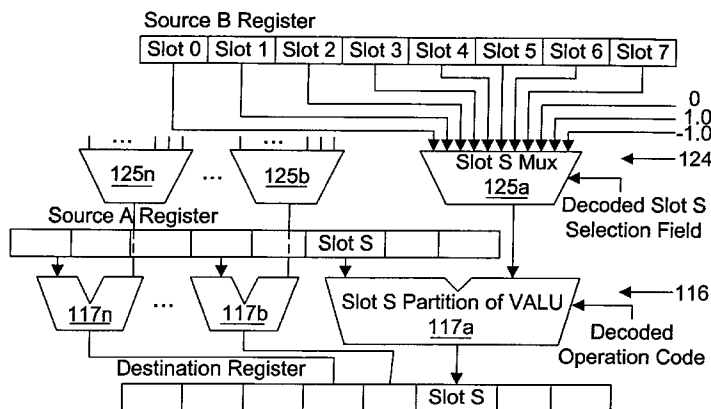 Source B Register
Slot 0 Slot 1 Slot 2 Slot 3 Slot 4 Slot 5 Slot 6 Slot 7
0
1.0
-1.0
... ...
Slot S Mux
124
125n ... 125b 125a
Decoded Slot S
Selection Field
Source A Register
Slot S
116
117n ... 117b Slot S Partition of VALU
117a
Decoded
Operation Code
Destination Register
Slot S